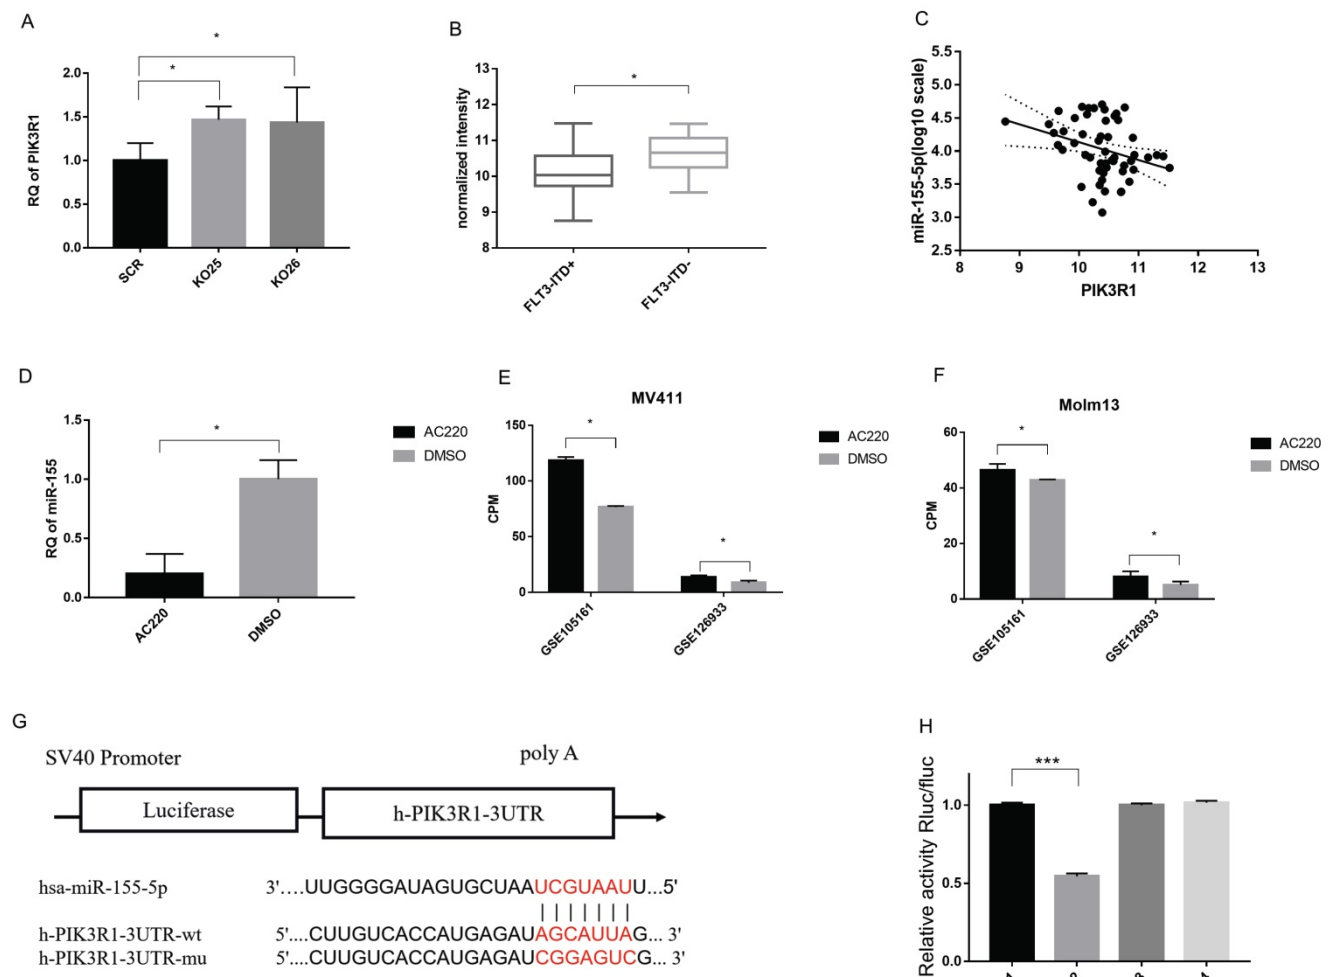 A
RQ of PIK3R1
2.0
1.5
1.0
0.5
0.0
*
*
SCR
KO25
KO26
B
normalized intensity
13
12
11
10
9
8
*
FLT3-ITD+
FLT3-ITD-
C
miR-155-5p(log10 scale)
5.5
5.0
4.5
4.0
3.5
3.0
2.5
8
9
10
11
12
13
PIK3R1
D
RQ of miR-155
1.5
1.0
0.5
0.0
*
AC220
DMSO
AC220
DMSO
E
MV411
CPM
150
100
50
0
*
*
GSE105161
GSE126933
AC220
DMSO
F
Molm13
CPM
60
40
20
0
*
*
GSE105161
GSE126933
AC220
DMSO
G
SV40 Promoter
poly A
Luciferase
h-PIK3R1-3UTR
hsa-miR-155-5p 3'....UUGGGGAUAGUGCUAAUCGUAAUU...5'
h-PIK3R1-3UTR-wt 5'....CUUGUCACCAUGAGAUAGCAUUAG... 3'
h-PIK3R1-3UTR-mu 5'....CUUGUCACCAUGAGAUCGGAGUCG... 3'
H
Relative activity Rluc/fluc
1.0
0.5
0.0
***